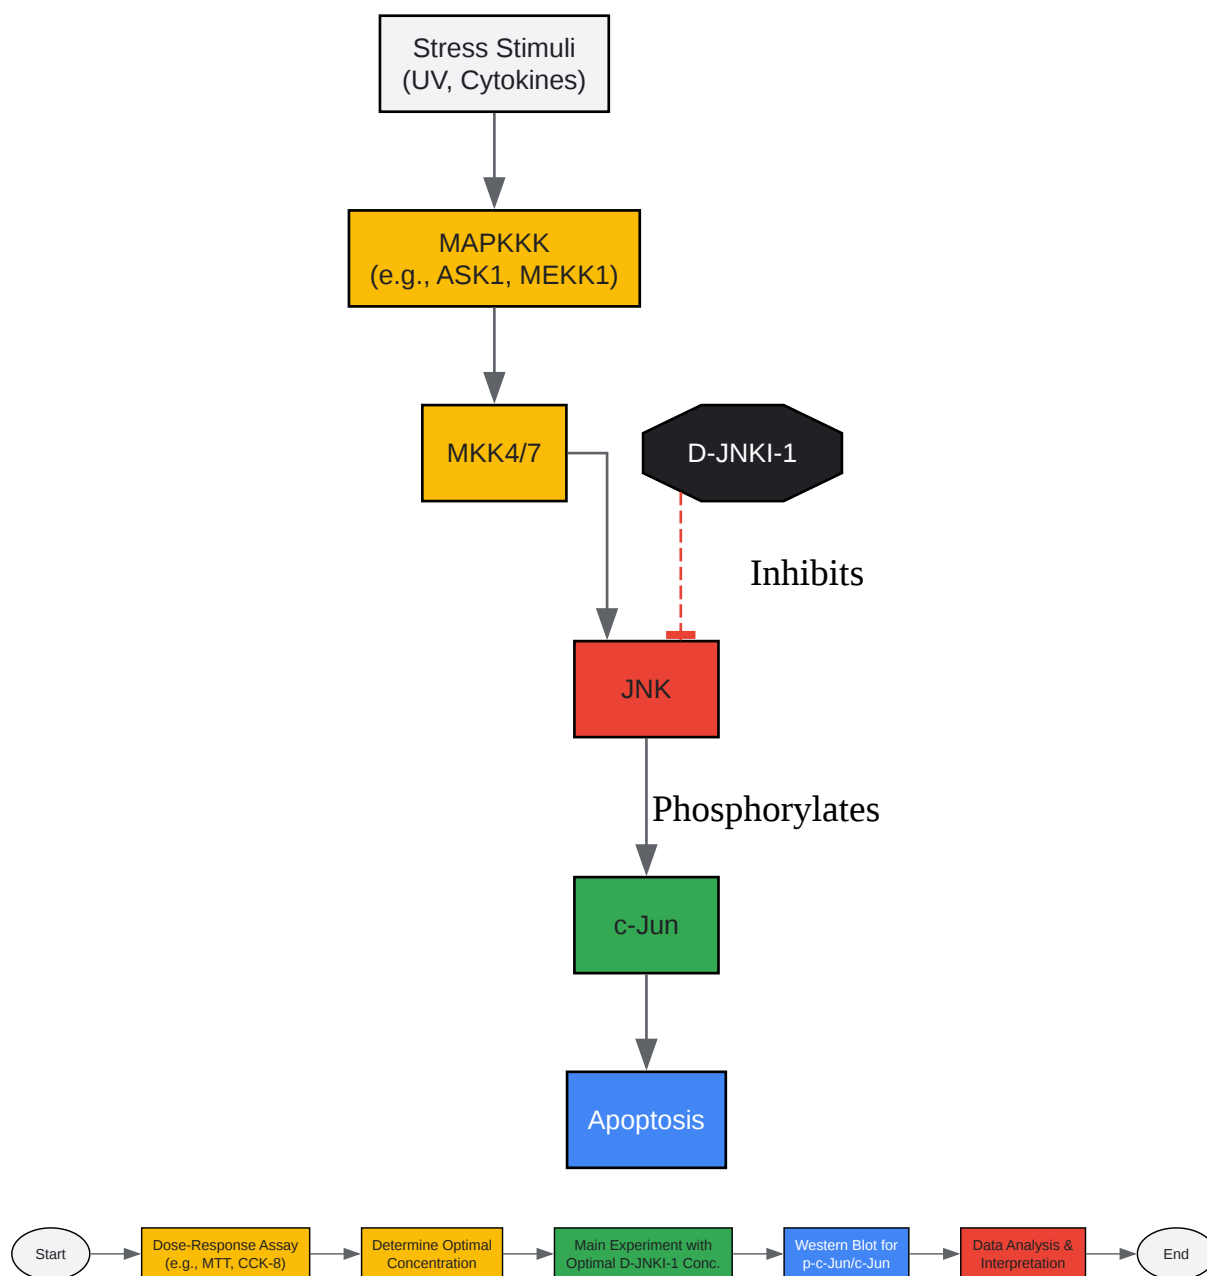 Stress Stimuli
(UV, Cytokines)
MAPKKK
(e.g., ASK1, MEKK1)
MKK4/7
D-JNKI-1
Inhibits
JNK
Phosphorylates
c-Jun
Apoptosis
Start
Dose-Response Assay
(e.g., MTT, CCK-8)
Determine Optimal
Concentration
Main Experiment with
Optimal D-JNKI-1 Conc.
Western Blot for
p-c-Jun/c-Jun
Data Analysis &
Interpretation
End